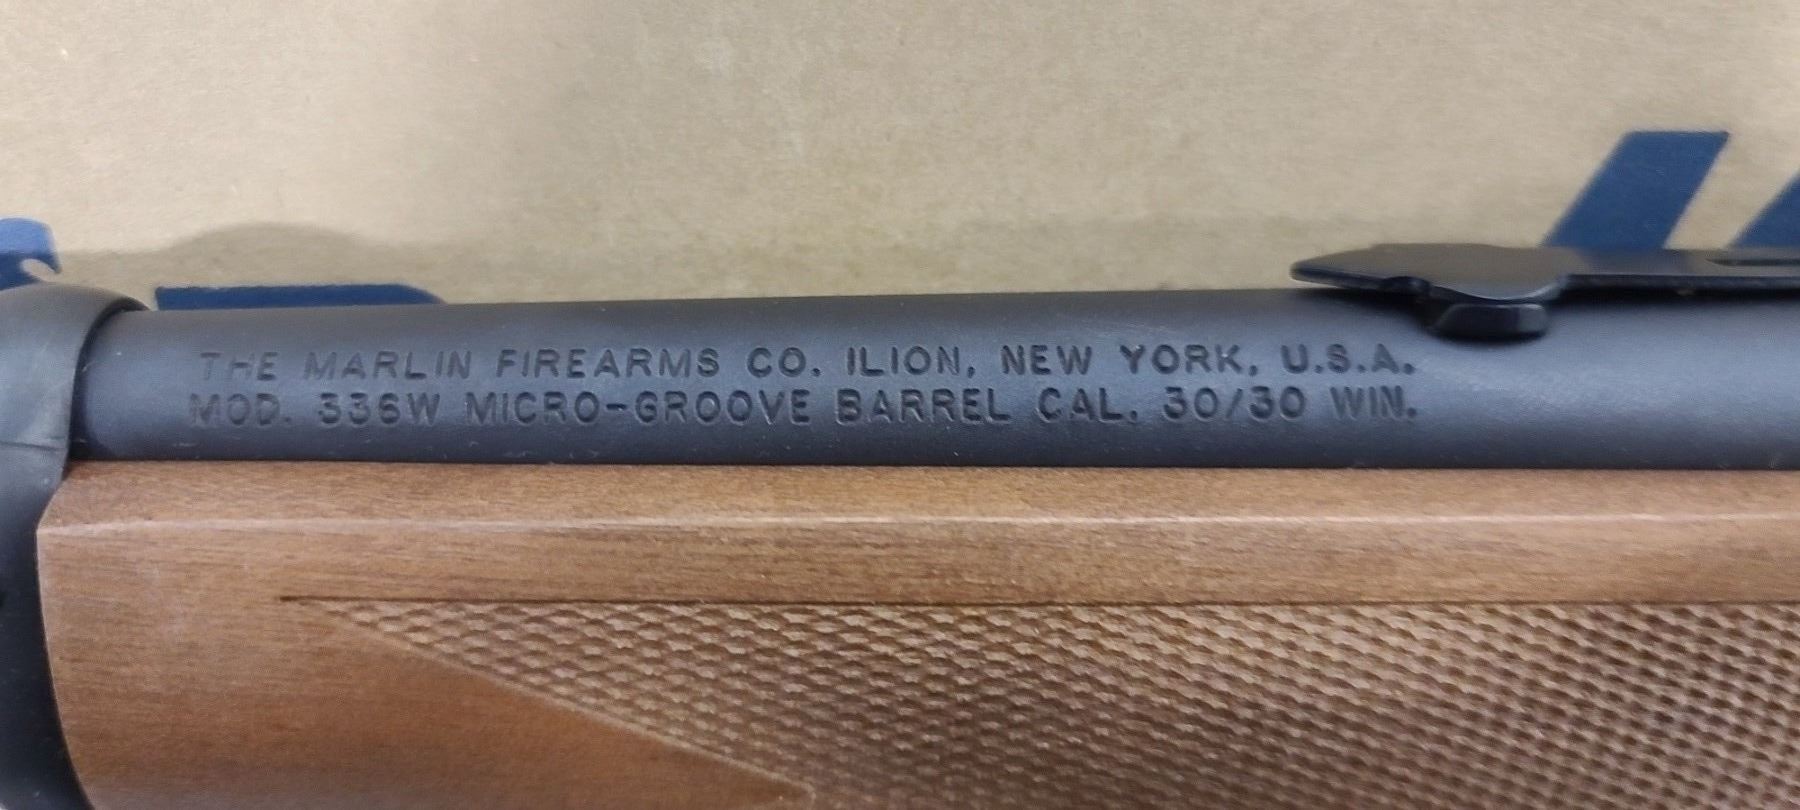 THE MARLIN FIREARMS CO. ILION, NEW YORK, U.S.A.
MOD. 336W MICRO-GROOVE BARREL CAL. 30/30 WIN.